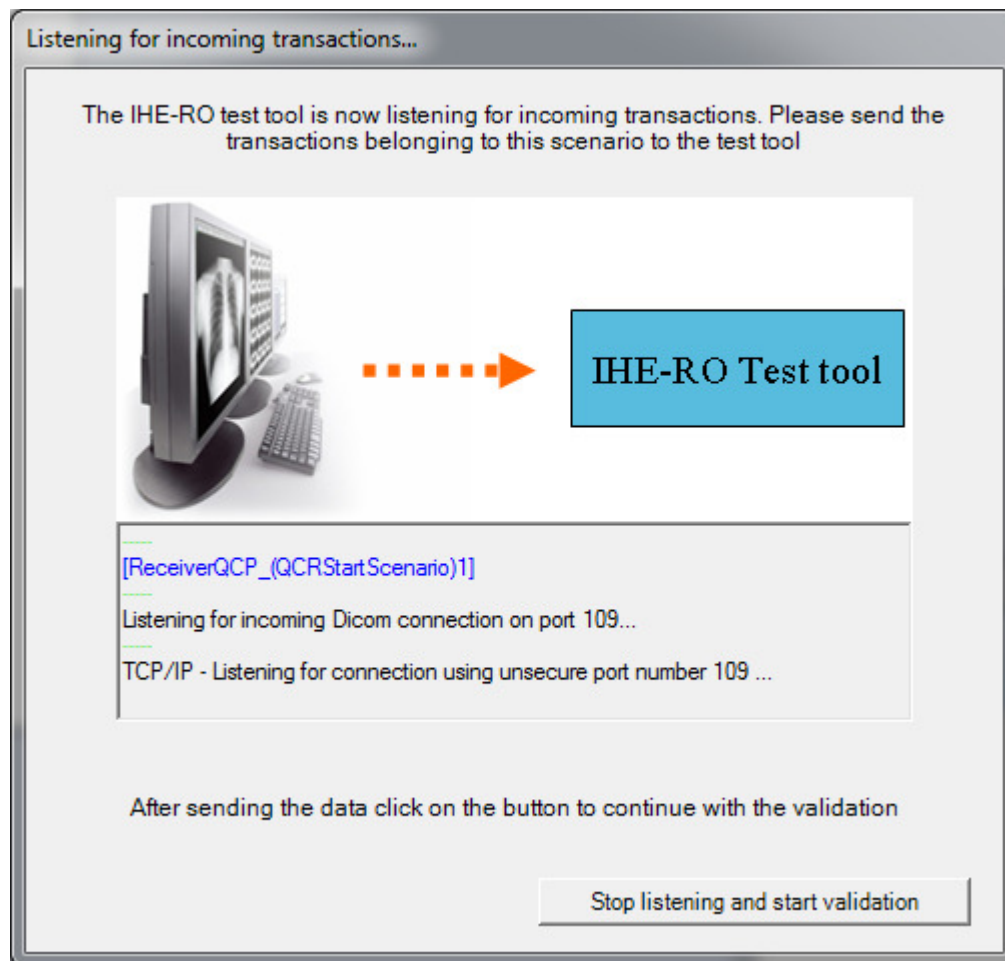 Listening for incoming transactions...
The IHE-RO test tool is now listening for incoming transactions. Please send the
transactions belonging to this scenario to the test tool
IHE-RO Test tool
-----
[ReceiverQCP_(QCRStartScenario)1]
-----
Listening for incoming Dicom connection on port 109...
-----
TCP/IP - Listening for connection using unsecure port number 109 ...
After sending the data click on the button to continue with the validation
Stop listening and start validation